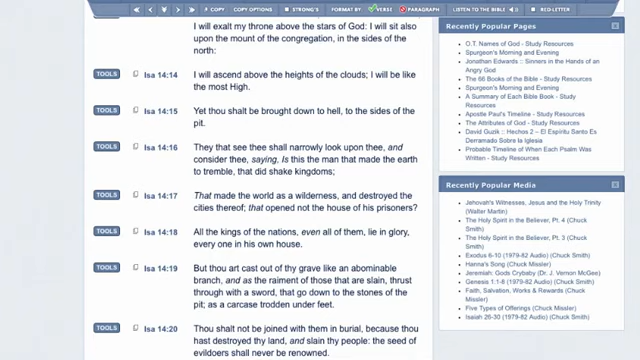 COPY
COPY OPTIONS
STRONG'S
FORMAT BY:
VERSE
PARAGRAPH
LISTEN TO THE BIBLE
RED-LETTER
I will exalt my throne above the stars of God: I will sit also
upon the mount of the congregation, in the sides of the
north:
TOOLS
Isa 14:14
I will ascend above the heights of the clouds; I will be like
the most High.
TOOLS
Isa 14:15
Yet thou shalt be brought down to hell, to the sides of the
pit.
TOOLS
Isa 14:16
They that see thee shall narrowly look upon thee, and
consider thee, saying, Is this the man that made the earth
to tremble, that did shake kingdoms;
TOOLS
Isa 14:17
That made the world as a wilderness, and destroyed the
cities thereof; that opened not the house of his prisoners?
TOOLS
Isa 14:18
All the kings of the nations, even all of them, lie in glory,
every one in his own house.
TOOLS
Isa 14:19
But thou art cast out of thy grave like an abominable
branch, and as the raiment of those that are slain, thrust
through with a sword, that go down to the stones of the
pit; as a carcase trodden under feet.
TOOLS
Isa 14:20
Thou shalt not be joined with them in burial, because thou
hast destroyed thy land, and slain thy people: the seed of
evildoers shall never be renowned.
Recently Popular Pages
O.T. Names of God - Study Resources
Spurgeon's Morning and Evening
Jonathan Edwards :: Sinners in the Hands of an
Angry God
The 66 Books of the Bible - Study Resources
Spurgeon's Morning and Evening
A Summary of Each Bible Book - Study
Resources
Apostle Paul's Timeline - Study Resources
The Attributes of God - Study Resources
David Guzik :: Hechos 2 – El Espíritu Santo Es
Derramado Sobre la Iglesia
Probable Timeline of When Each Psalm Was
Written - Study Resources
Recently Popular Media
Jehovah's Witnesses, Jesus and the Holy Trinity
(Walter Martin)
The Holy Spirit in the Believer, Pt. 4 (Chuck
Smith)
The Holy Spirit in the Believer, Pt. 3 (Chuck
Smith)
Exodus 6-10 (1979-82 Audio) (Chuck Smith)
Hanna's Song (Chuck Missler)
Jeremiah: Gods Crybaby (Dr. J. Vernon McGee)
Genesis 1:1-8 (1979-82 Audio) (Chuck Smith)
Faith, Salvation, Works & Rewards (Chuck
Missler)
Five Types of Offerings (Chuck Missler)
Isaiah 26-30 (1979-82 Audio) (Chuck Smith)